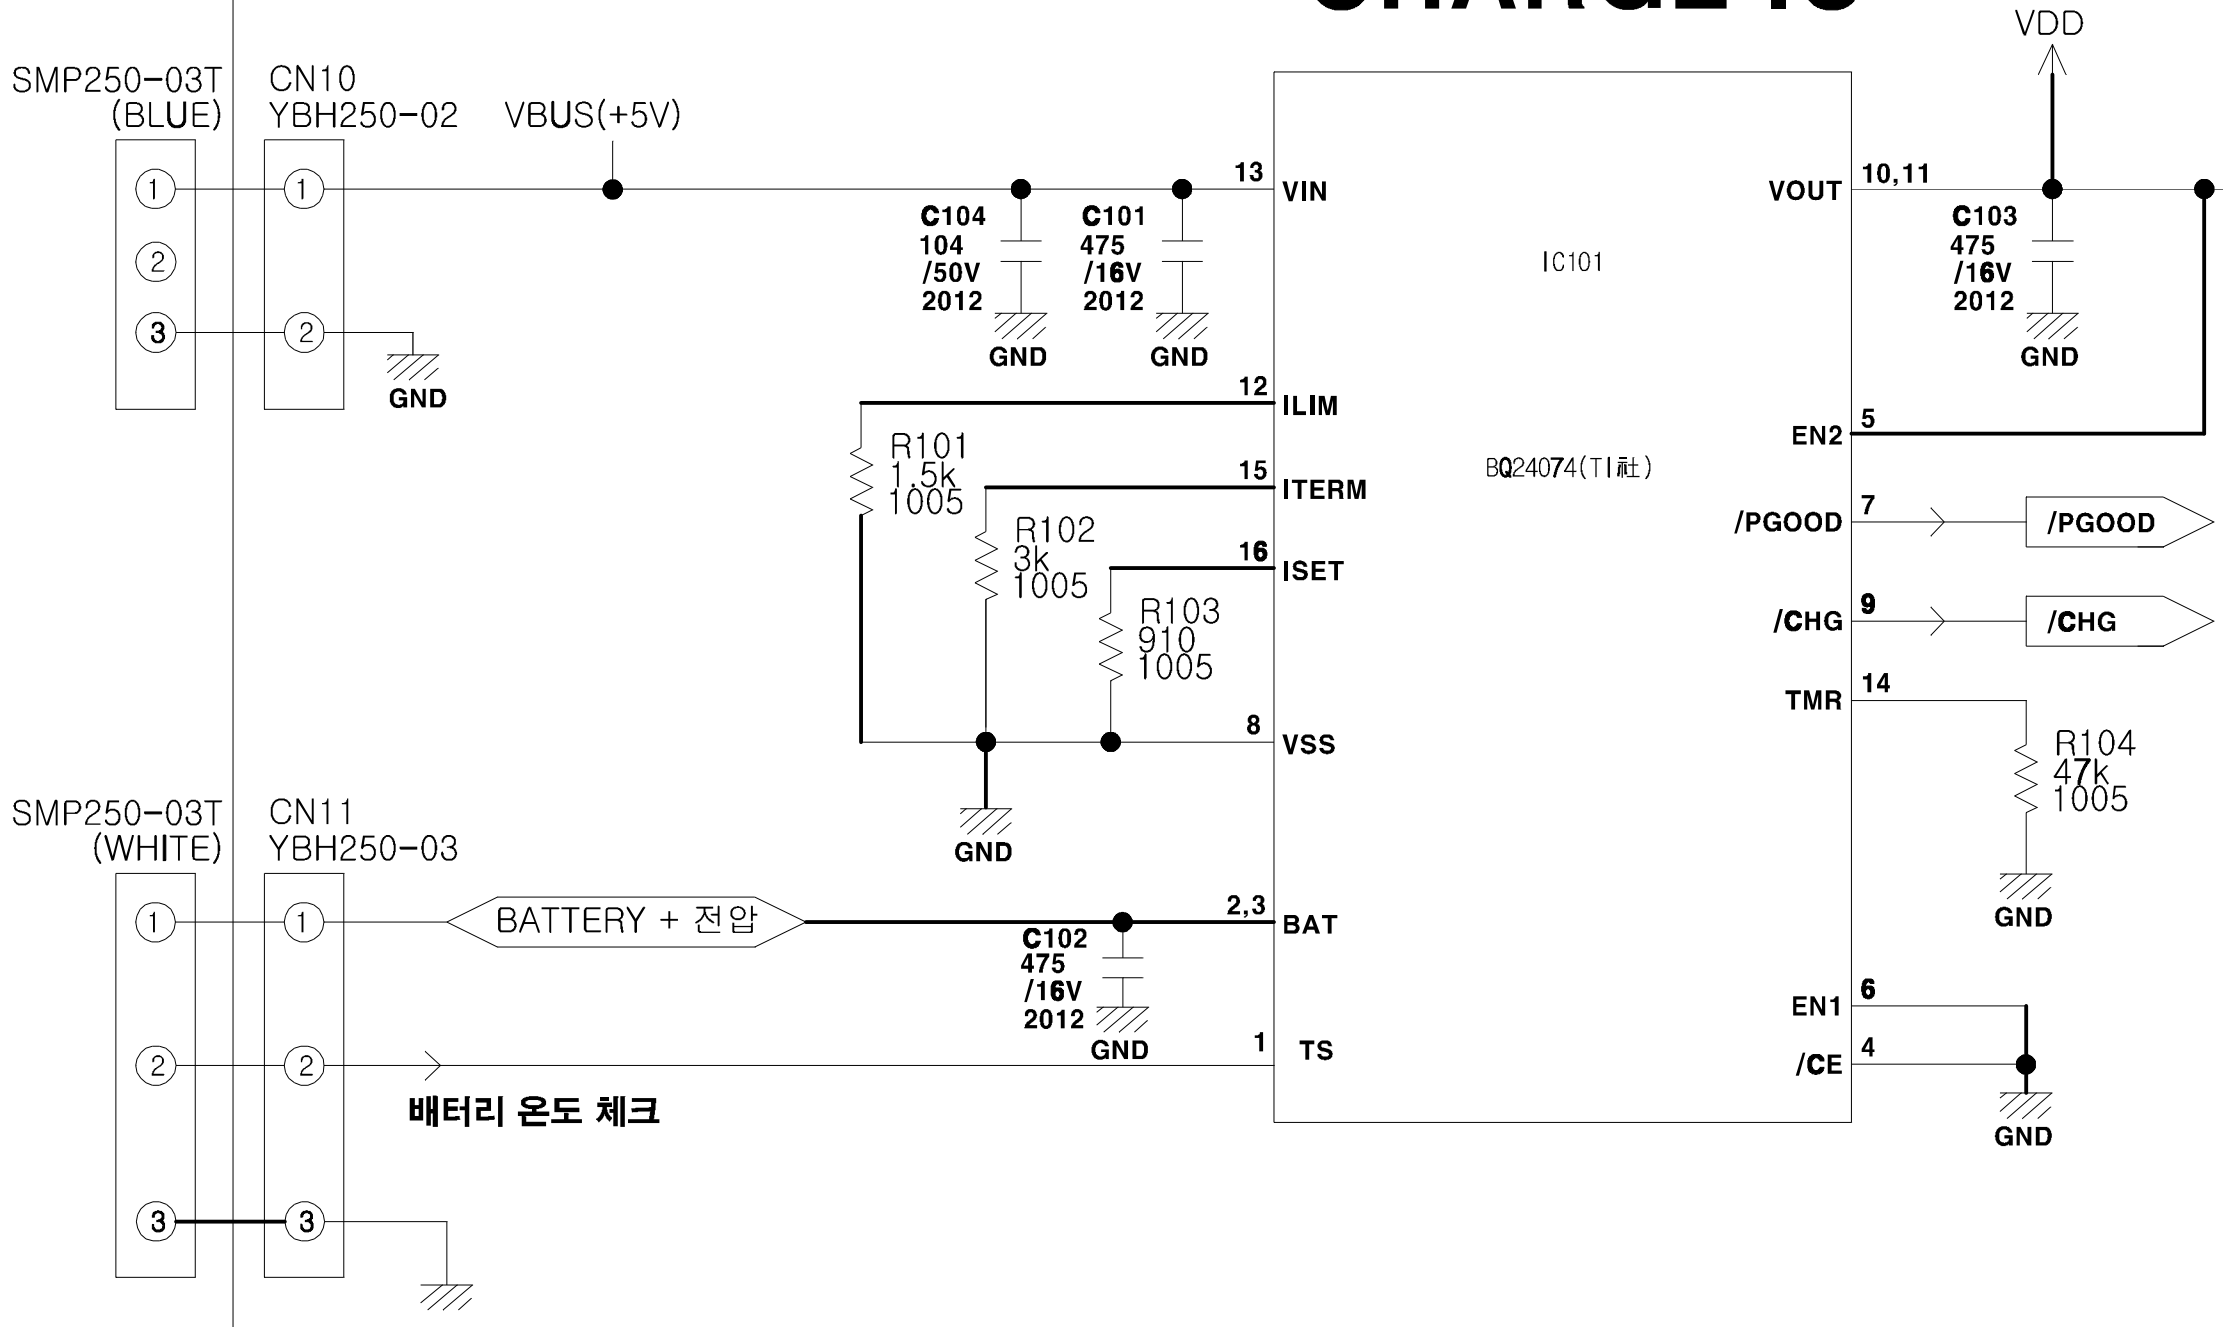 CHARGE IC
VDD
SMP250-03T
(BLUE)
CN10
YBH250-02
VBUS(+5V)
1
2
3
1
2
GND
13
VIN
C104
104
/50V
2012
GND
C101
475
/16V
2012
GND
IC101
BQ24074(TI社)
VOUT
10,11
C103
475
/16V
2012
GND
12
ILIM
R101
1.5k
1005
15
ITERM
R102
3k
1005
16
ISET
R103
910
1005
8
VSS
GND
EN2
5
/PGOOD
7
/PGOOD
/CHG
9
/CHG
TMR
14
R104
47k
1005
GND
SMP250-03T
(WHITE)
CN11
YBH250-03
1
2
3
1
2
3
BATTERY + 전압
2,3
BAT
C102
475
/16V
2012
GND
1
TS
배터리 온도 체크
EN1
6
/CE
4
GND